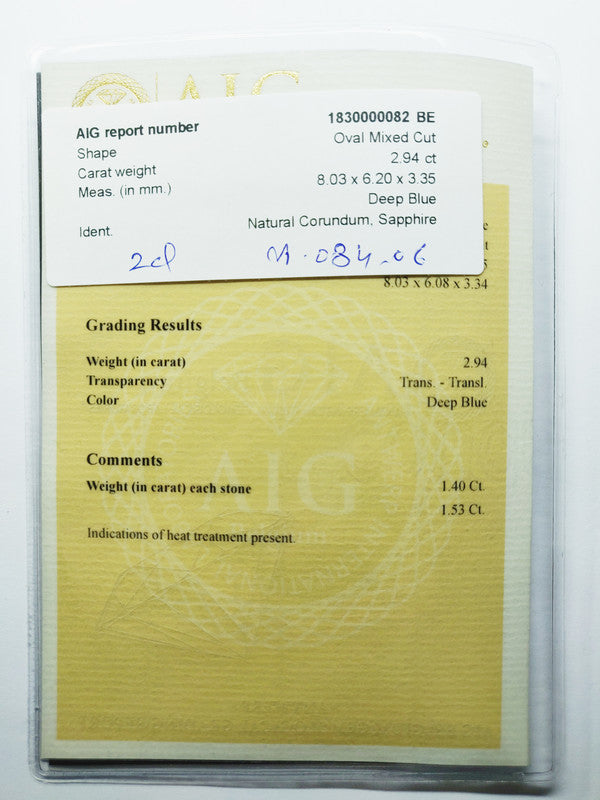 AIG
AIG report number 1830000082 BE
Shape Oval Mixed Cut
Carat weight 2.94 ct
Meas. (in mm.) 8.03 x 6.20 x 3.35
Deep Blue
Ident. Natural Corundum, Sapphire
8.03 x 6.08 x 3.34
Grading Results
Weight (in carat) 2.94
Transparency Trans. - Transl.
Color Deep Blue
AIG
Comments
Weight (in carat) each stone 1.40 Ct.
1.53 Ct.
Indications of heat treatment present.